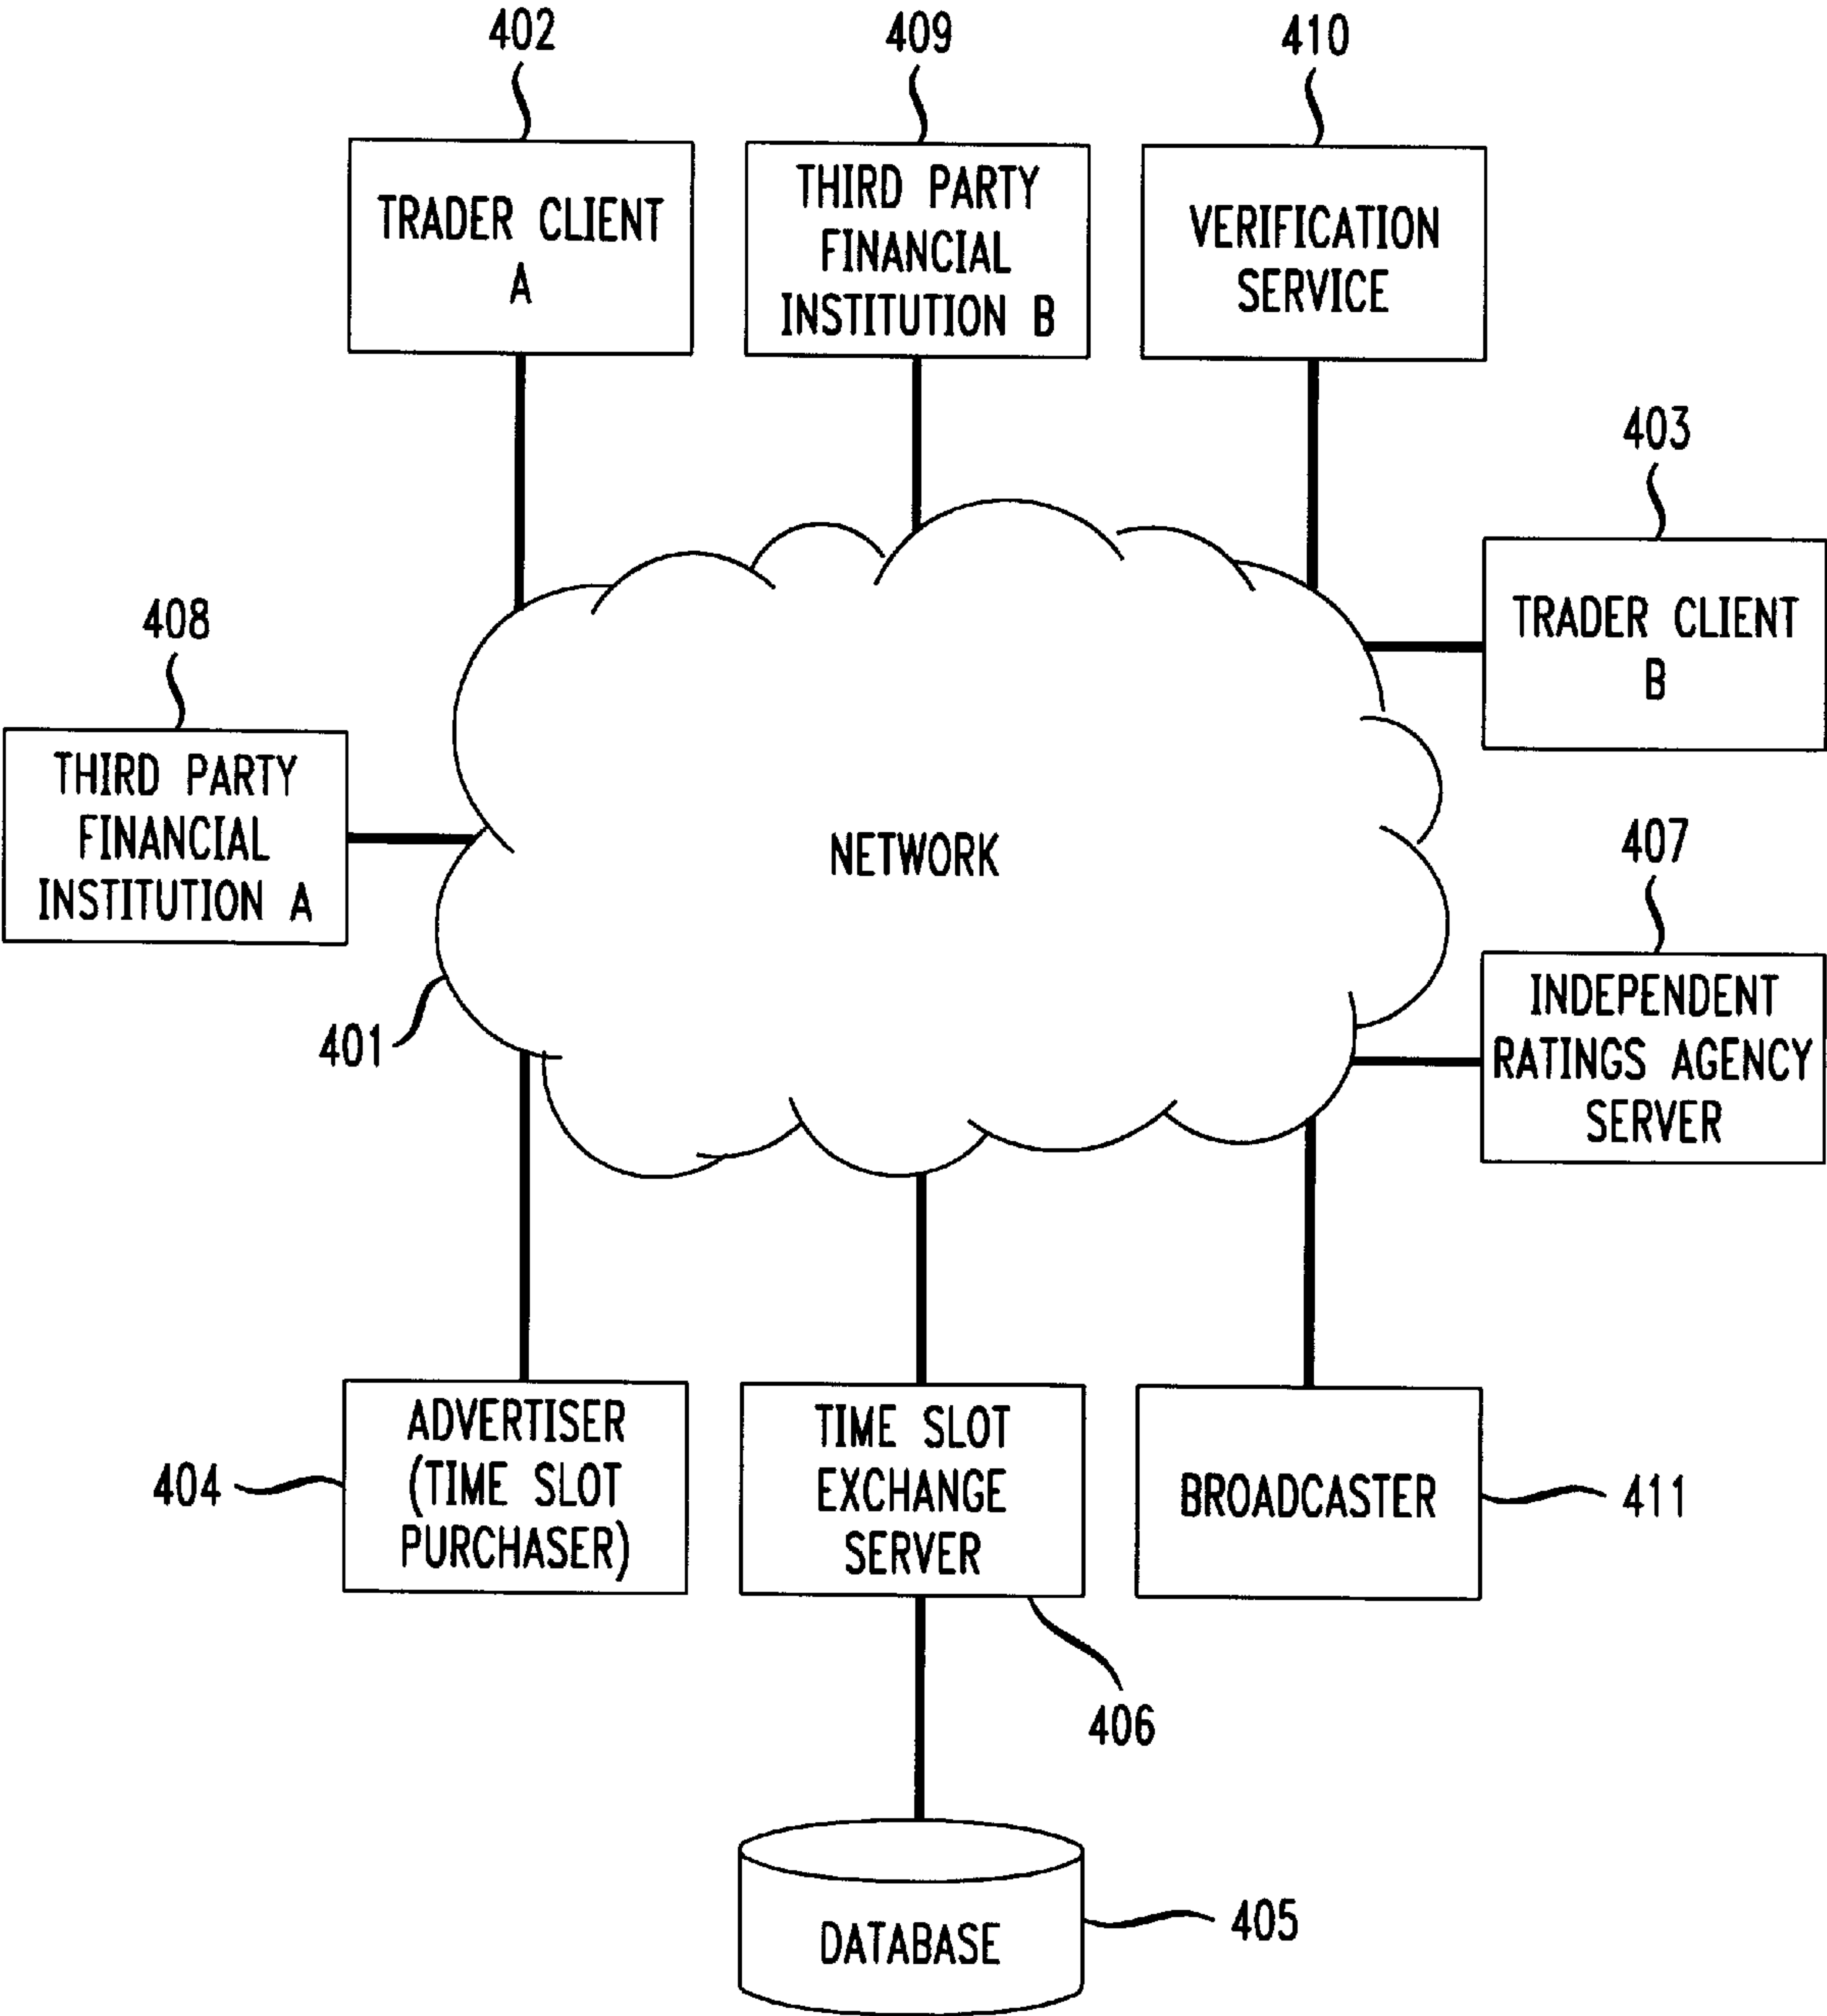 402
409
410
TRADER CLIENT
A
THIRD PARTY
FINANCIAL
INSTITUTION B
VERIFICATION
SERVICE
403
TRADER CLIENT
B
408
THIRD PARTY
FINANCIAL
INSTITUTION A
NETWORK
407
INDEPENDENT
RATINGS AGENCY
SERVER
401
404
ADVERTISER
(TIME SLOT
PURCHASER)
TIME SLOT
EXCHANGE
SERVER
BROADCASTER
411
406
DATABASE
405